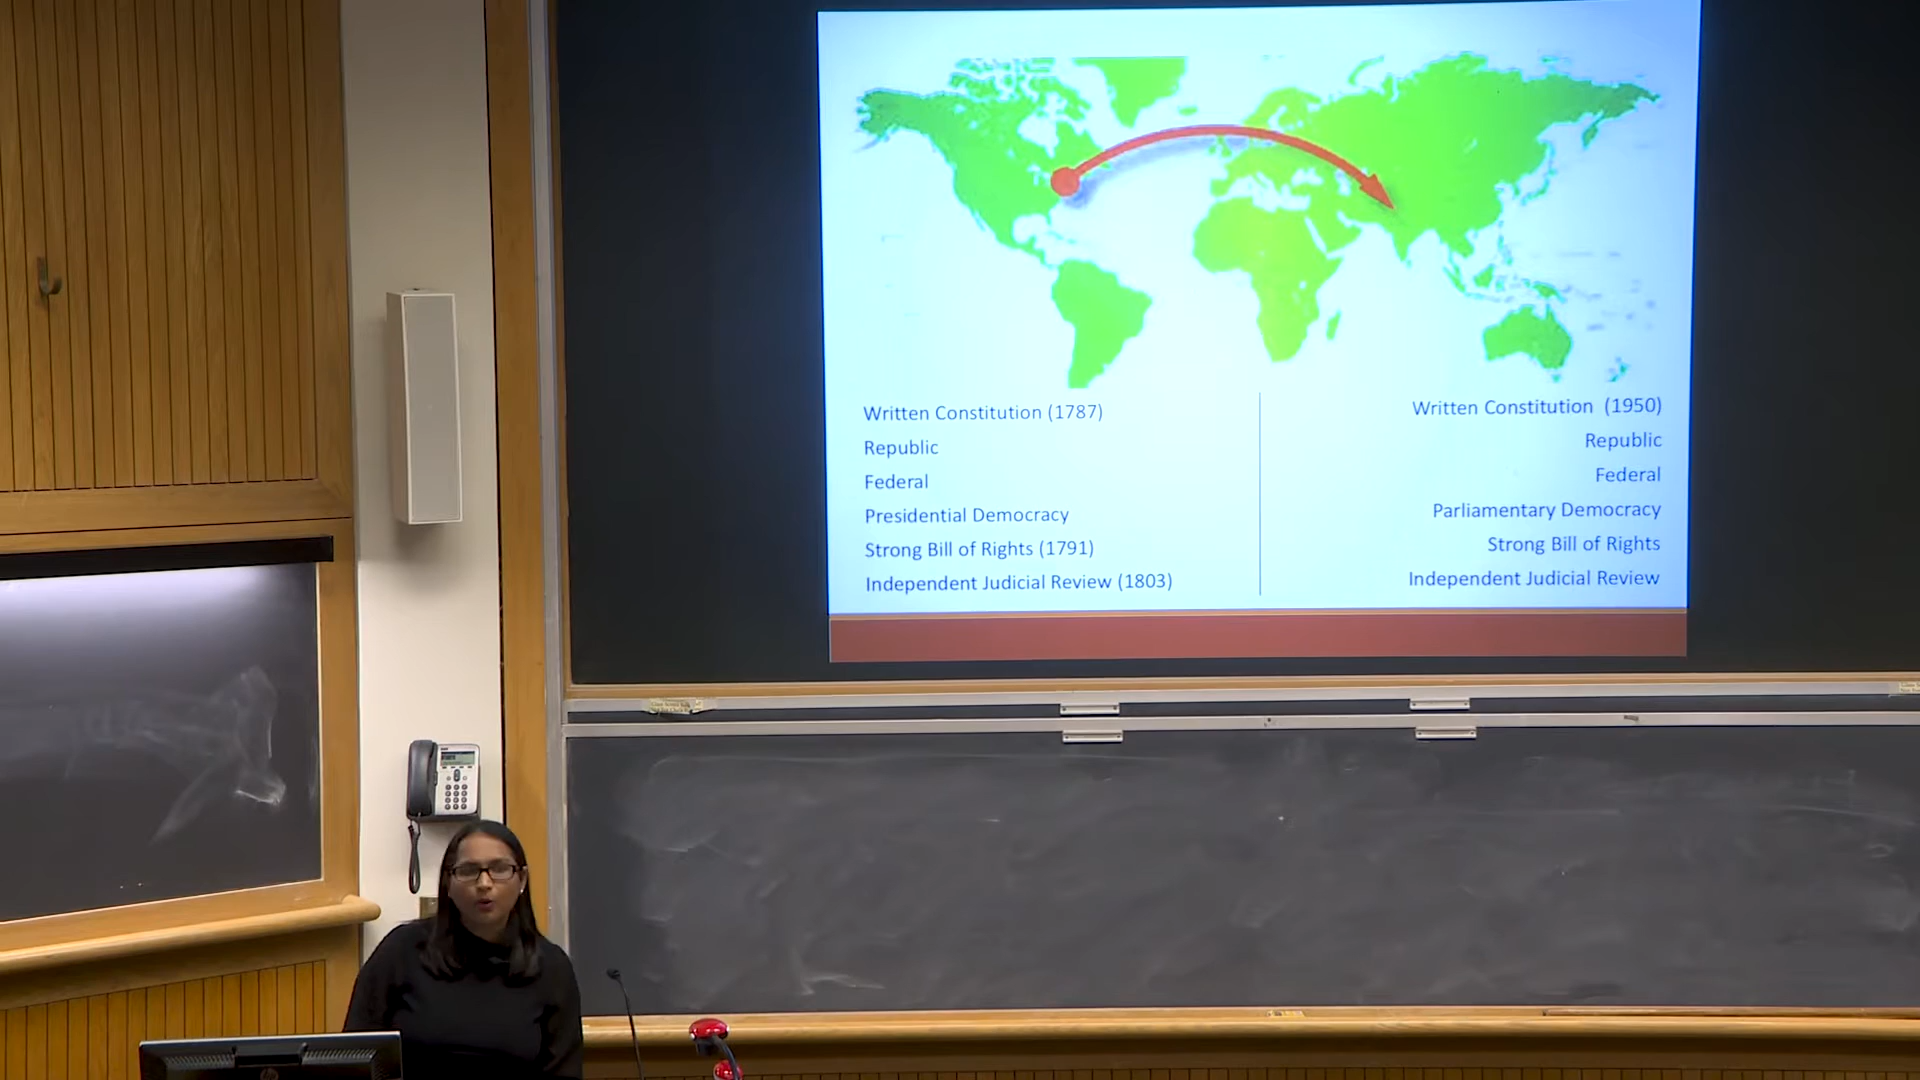 Written Constitution (1787)
Republic
Federal
Presidential Democracy
Strong Bill of Rights (1791)
Independent Judicial Review (1803)
Written Constitution (1950)
Republic
Federal
Parliamentary Democracy
Strong Bill of Rights
Independent Judicial Review